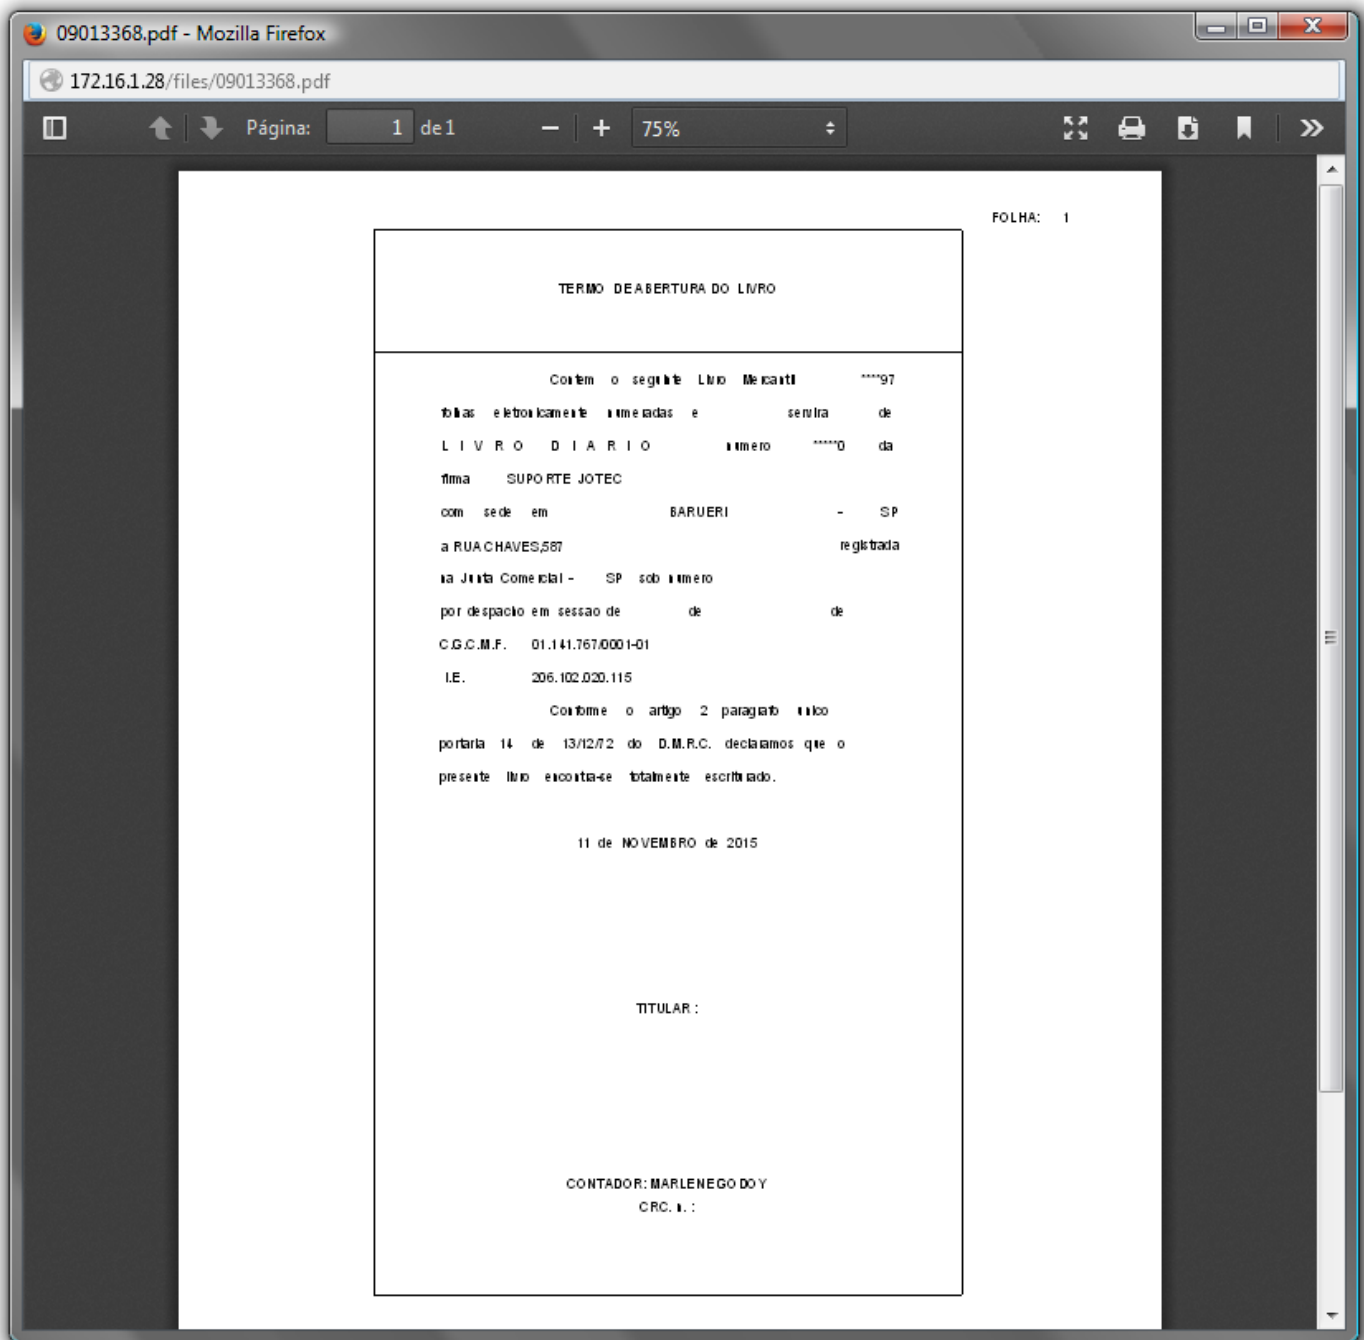 09013368.pdf - Mozilla Firefox
172.16.1.28/files/09013368.pdf
Página: 1 de 1 75%
FOLHA: 1
TERMO DE ABERTURA DO LIVRO
Contem o seguinte Livro Mercantil ****97
folhas eletronicamente numeradas e servira de
L I V R O D I A R I O numero *****0 da
firma SUPORTE JOTEC
com sede em BARUERI - SP
a RUA CHAVES,587 registrada
na Junta Comercial - SP sob numero
por despacho em sessao de de de
C.G.C.M.F. 01.141.767/0001-01
I.E. 206.102.020.115
Conforme o artigo 2 paragrafo unico
portaria 14 de 13/12/72 do D.M.R.C. declaramos que o
presente livro encontra-se totalmente escriturado.
11 de NOVEMBRO de 2015
TITULAR :
CONTADOR: MARLENE GODOY
CRC. n. :